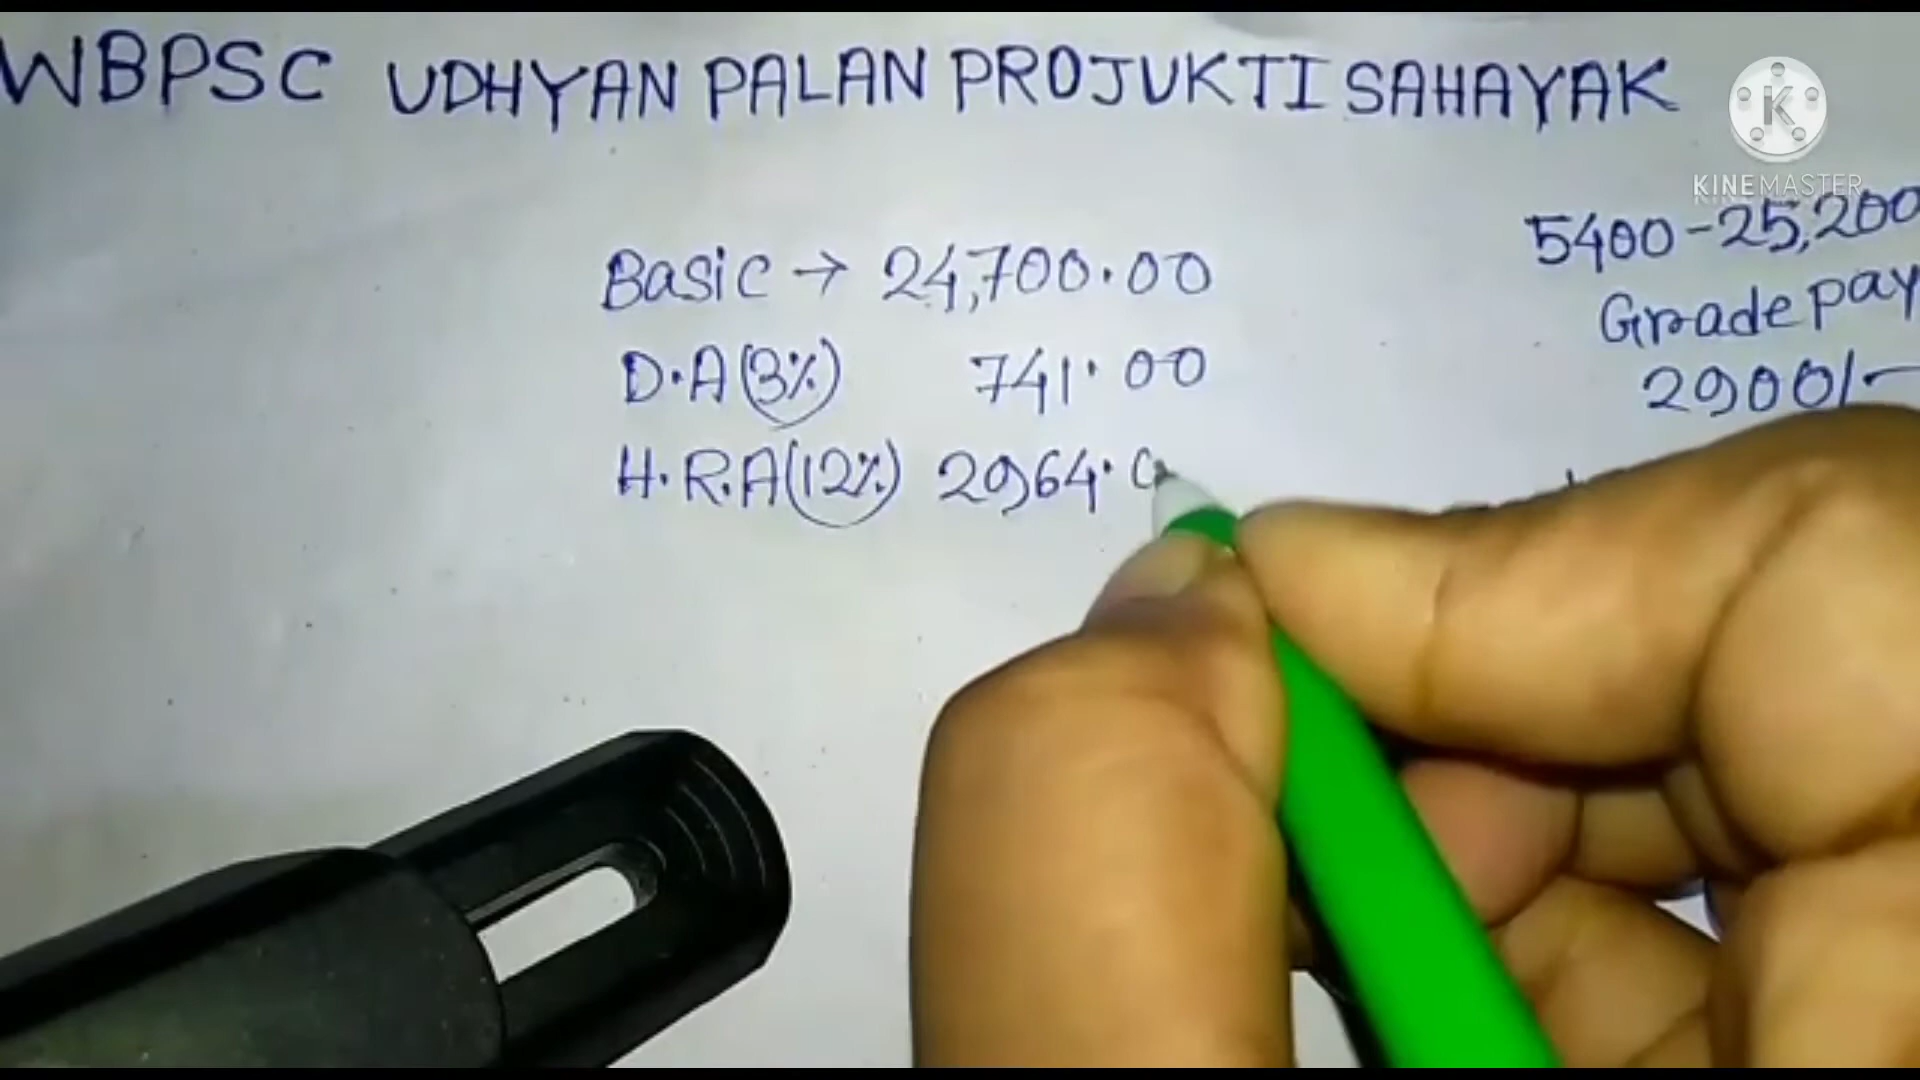 WBPSC UDHYAN PALAN PROJUKTI SAHAYAK
KINEMASTER
5400-25,200
Grade pay
2900/-
Basic → 24,700.00
D.A (3%) 741.00
H.R.A (12%) 2964.0